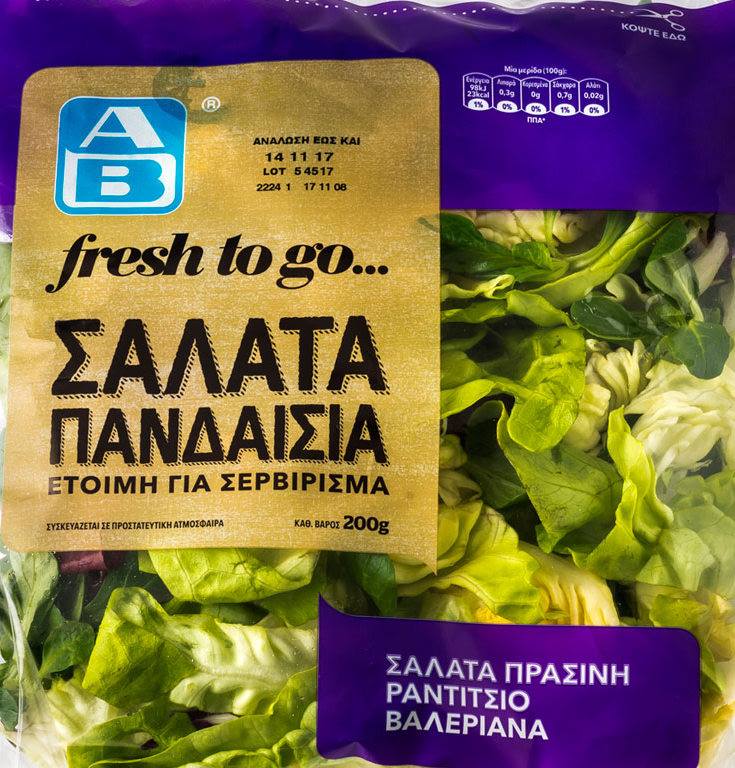 ΚΟΨΤΕ ΕΔΩ
Μία μερίδα (100g):
Ενέργεια 98kJ 23kcal 1%
Λιπαρά 0,3g 0%
Κορεσμένα 0g 0%
Σάκχαρα 0,7g 1%
Αλάτι 0,02g 0%
ΠΠΑ*
AB ®
ΑΝΑΛΩΣΗ ΕΩΣ ΚΑΙ
14 11 17
LOT 54517
2224 1 17 11 08
fresh to go...
ΣΑΛΑΤΑ
ΠΑΝΔΑΙΣΙΑ
ΕΤΟΙΜΗ ΓΙΑ ΣΕΡΒΙΡΙΣΜΑ
ΣΥΣΚΕΥΑΖΕΤΑΙ ΣΕ ΠΡΟΣΤΑΤΕΥΤΙΚΗ ΑΤΜΟΣΦΑΙΡΑ ΚΑΘ. ΒΑΡΟΣ 200g
ΣΑΛΑΤΑ ΠΡΑΣΙΝΗ
ΡΑΝΤΙΤΣΙΟ
ΒΑΛΕΡΙΑΝΑ